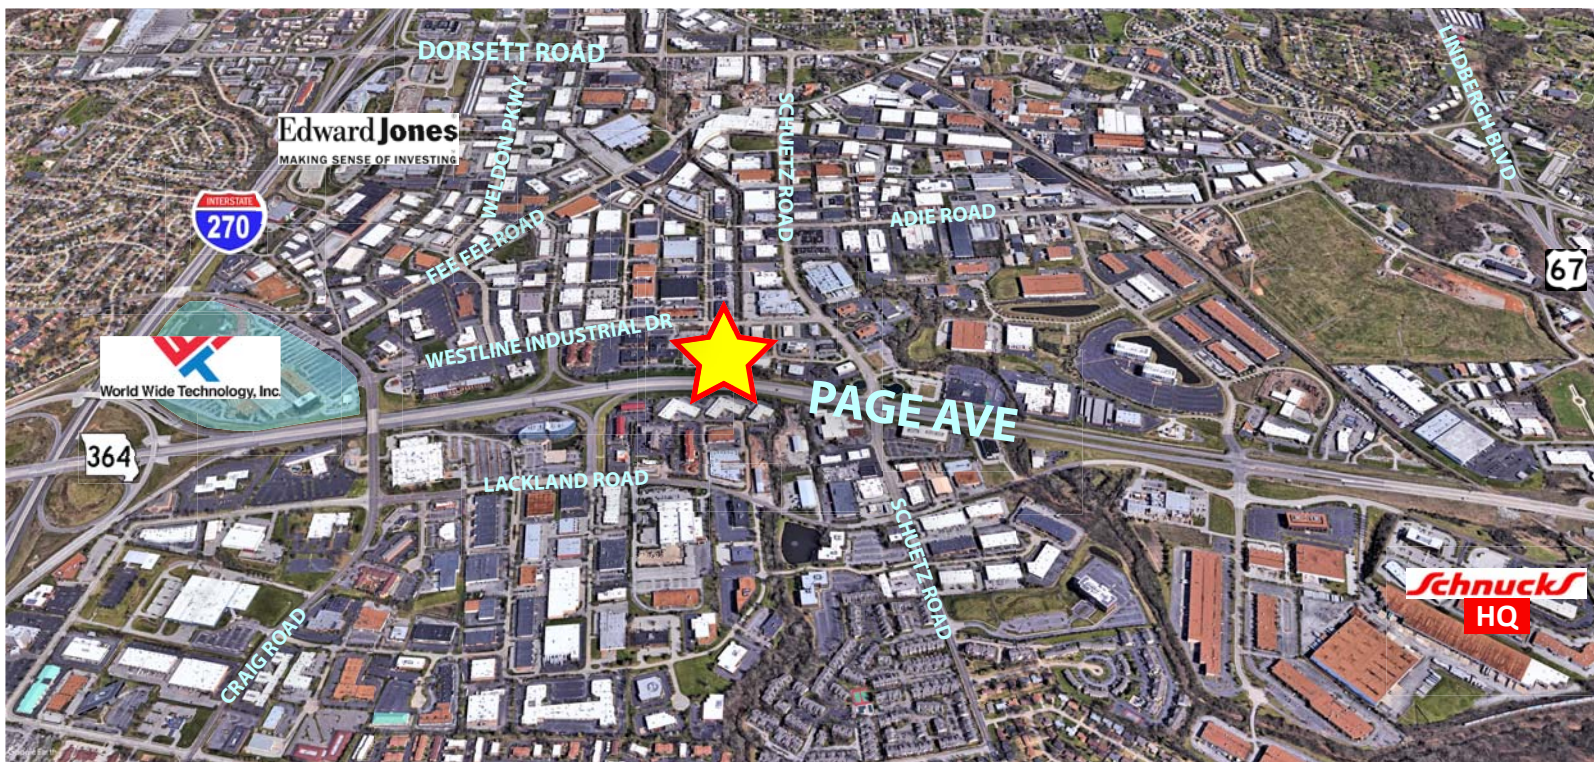 DORSETT ROAD
LINDBERGH BLVD
Edward Jones
MAKING SENSE OF INVESTING
WELDON PKWY
SCHUETZ ROAD
INTERSTATE
270
FEE FEE ROAD
ADIE ROAD
67
WESTLINE INDUSTRIAL DR
World Wide Technology, Inc.
PAGE AVE
364
LACKLAND ROAD
SCHUETZ ROAD
Schnucks
HQ
CRAIG ROAD
Google Earth